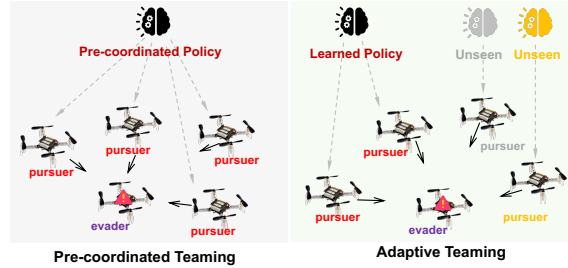 Pre-coordinated Policy
pursuer
pursuer
pursuer
pursuer
evader
Pre-coordinated Teaming
Learned Policy
Unseen
Unseen
pursuer
pursuer
pursuer
pursuer
evader
Adaptive Teaming